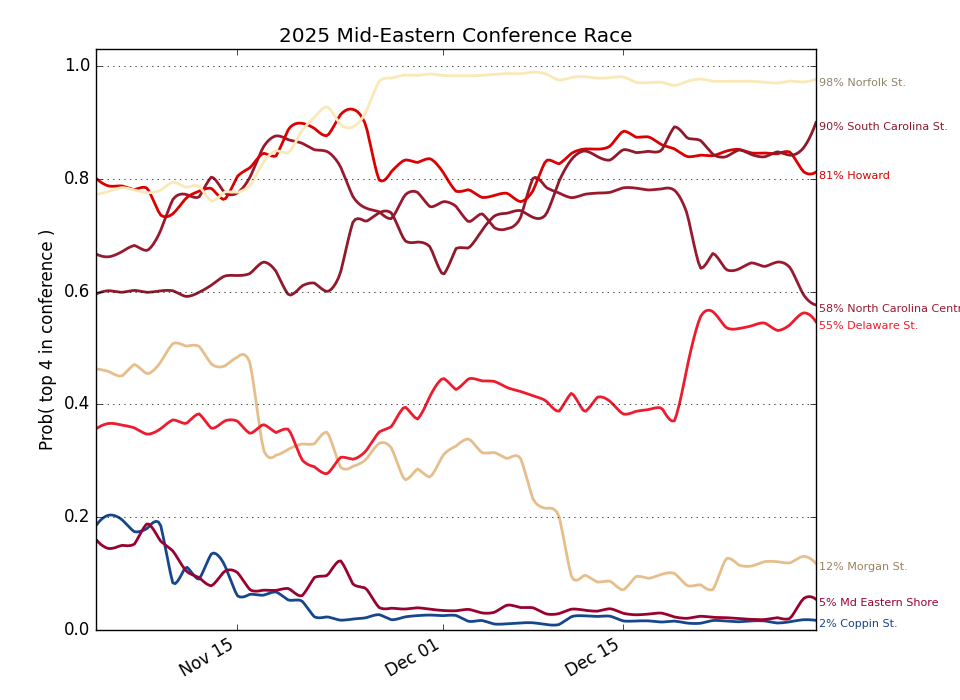 2025 Mid-Eastern Conference Race
Prob( top 4 in conference )
1.0
0.8
0.6
0.4
0.2
0.0
Nov 15
Dec 01
Dec 15
98% Norfolk St.
90% South Carolina St.
81% Howard
58% North Carolina Centr
55% Delaware St.
12% Morgan St.
5% Md Eastern Shore
2% Coppin St.